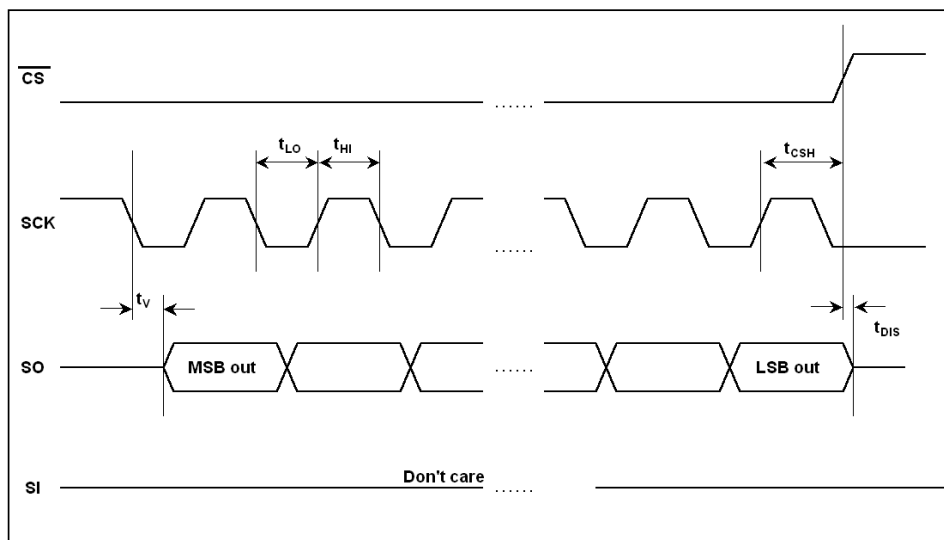 CS
......
tLO
tHI
tCSH
SCK
......
tV
tDIS
SO
MSB out
......
LSB out
Don't care
SI
......